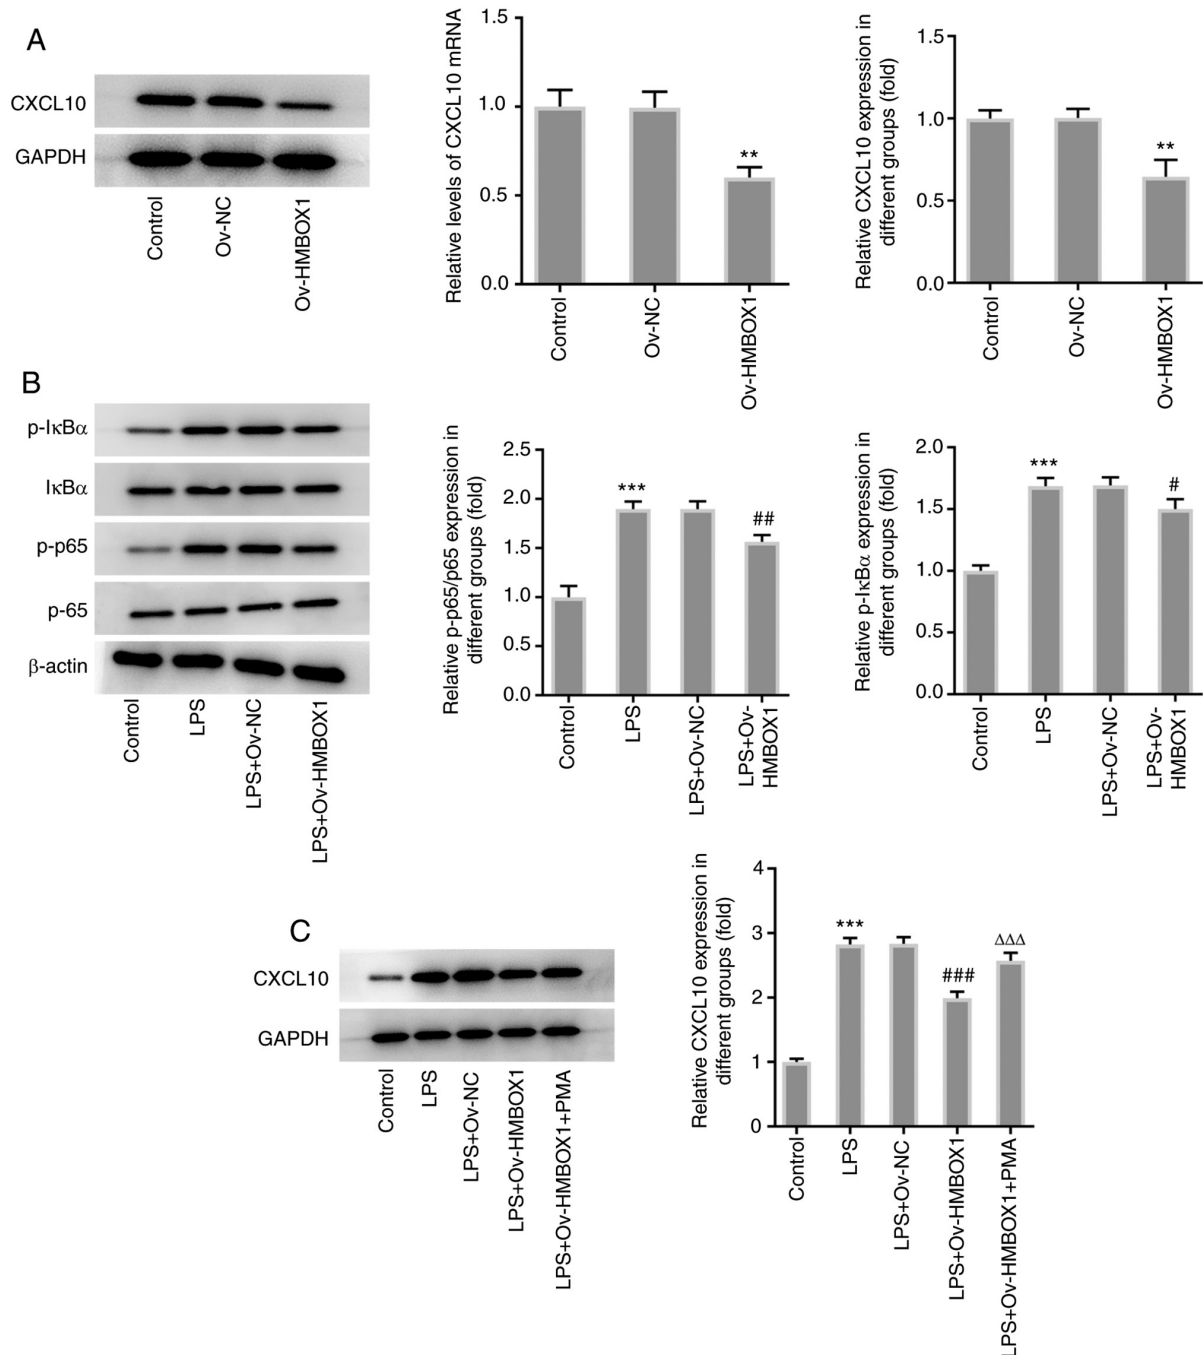 A
CXCL10
GAPDH
Control
Ov-NC
Ov-HMBOX1
Relative levels of CXCL10 mRNA
1.5
1.0
0.5
0.0
**
Control
Ov-NC
Ov-HMBOX1
Relative CXCL10 expression in
different groups (fold)
1.5
1.0
0.5
0.0
**
Control
Ov-NC
Ov-HMBOX1
B
p-IκBα
IκBα
p-p65
p-65
β-actin
Control
LPS
LPS+Ov-NC
LPS+Ov-HMBOX1
Relative p-p65/p65 expression in
different groups (fold)
2.5
2.0
1.5
1.0
0.5
0.0
***
##
Control
LPS
LPS+Ov-NC
LPS+Ov-
HMBOX1
Relative p-IκBα expression in
different groups (fold)
2.0
1.5
1.0
0.5
0.0
***
#
Control
LPS
LPS+Ov-NC
LPS+Ov-
HMBOX1
C
CXCL10
GAPDH
Control
LPS
LPS+Ov-NC
LPS+Ov-HMBOX1
LPS+Ov-HMBOX1+PMA
Relative CXCL10 expression in
different groups (fold)
4
3
2
1
0
***
###
ΔΔΔ
Control
LPS
LPS+Ov-NC
LPS+Ov-HMBOX1
LPS+Ov-HMBOX1+PMA